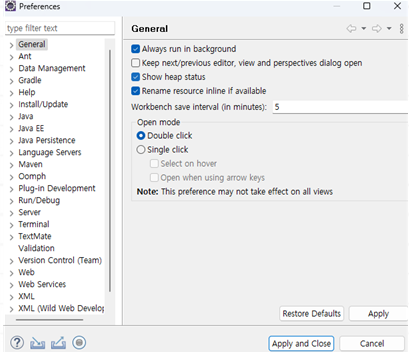 Preferences
type filter text
General
Ant
Data Management
Gradle
Help
Install/Update
Java
Java EE
Java Persistence
Language Servers
Maven
Oomph
Plug-in Development
Run/Debug
Server
Terminal
TextMate
Validation
Version Control (Team)
Web
Web Services
XML
XML (Wild Web Develop
General
Always run in background
Keep next/previous editor, view and perspectives dialog open
Show heap status
Rename resource inline if available
Workbench save interval (in minutes): 5
Open mode
Double click
Single click
Select on hover
Open when using arrow keys
Note: This preference may not take effect on all views
Restore Defaults Apply
Apply and Close Cancel